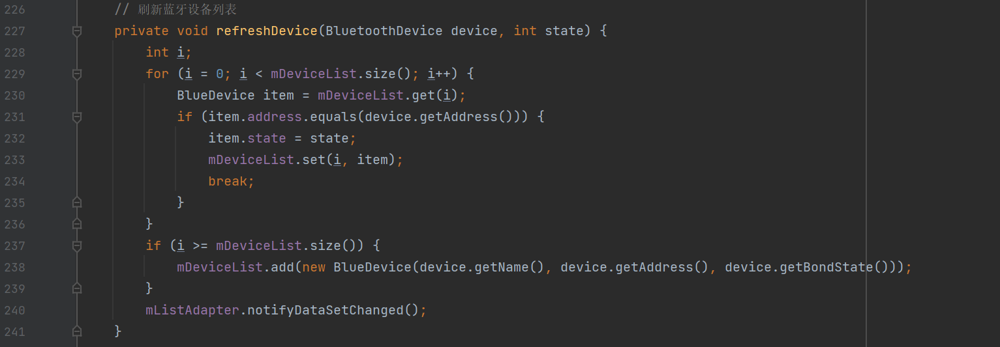 226 // 刷新蓝牙设备列表
227 private void refreshDevice(BluetoothDevice device, int state) {
228 int i;
229 for (i = 0; i < mDeviceList.size(); i++) {
230 BlueDevice item = mDeviceList.get(i);
231 if (item.address.equals(device.getAddress())) {
232 item.state = state;
233 mDeviceList.set(i, item);
234 break;
235 }
236 }
237 if (i >= mDeviceList.size()) {
238 mDeviceList.add(new BlueDevice(device.getName(), device.getAddress(), device.getBondState()));
239 }
240 mListAdapter.notifyDataSetChanged();
241 }